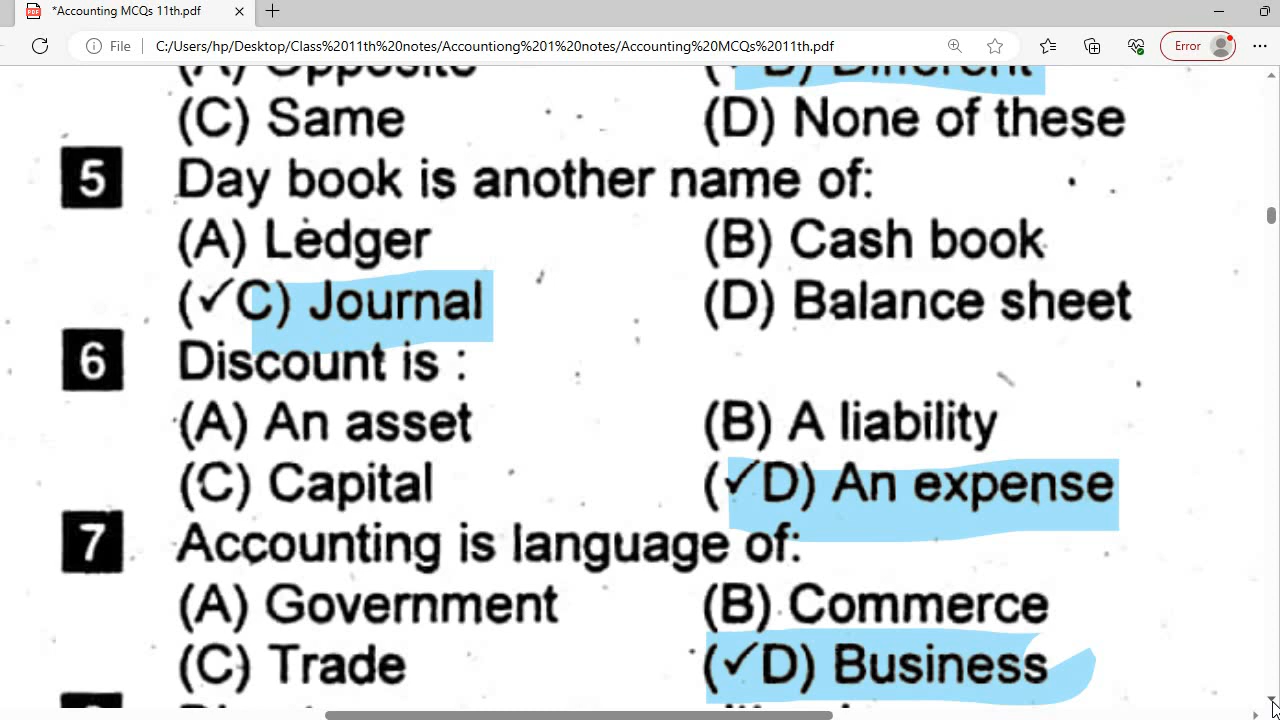 *Accounting MCQs 11th.pdf
File C:/Users/hp/Desktop/Class%2011th%20notes/Accountiong%201%20notes/Accounting%20MCQs%2011th.pdf Error
(A) Opposite (✓B) Different
(C) Same (D) None of these
5 Day book is another name of:
(A) Ledger (B) Cash book
(✓C) Journal (D) Balance sheet
6 Discount is :
(A) An asset (B) A liability
(C) Capital (✓D) An expense
7 Accounting is language of:
(A) Government (B) Commerce
(C) Trade (✓D) Business